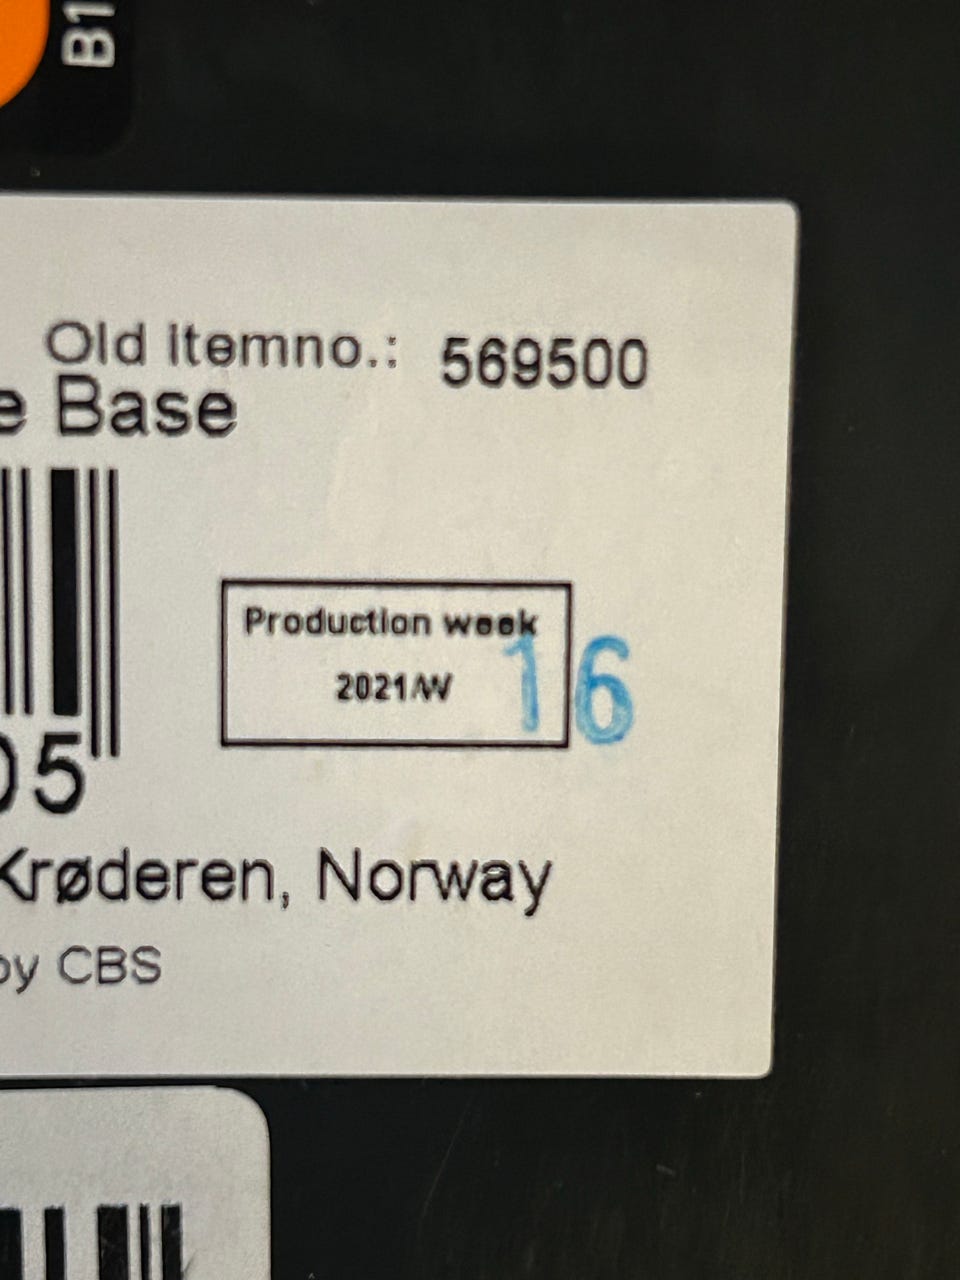 B1
Old Itemno.: 569500
e Base
Production week
2021/W 16
05
Krøderen, Norway
by CBS